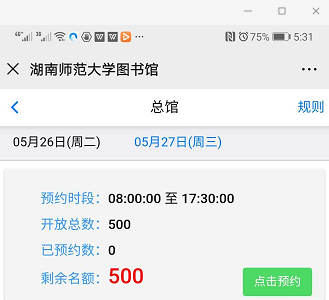 4G 3G 75% 5:31
湖南师范大学图书馆
总馆 规则
05月26日(周二) 05月27日(周三)
预约时段： 08:00:00 至 17:30:00
开放总数： 500
已预约数： 0
剩余名额： 500
点击预约